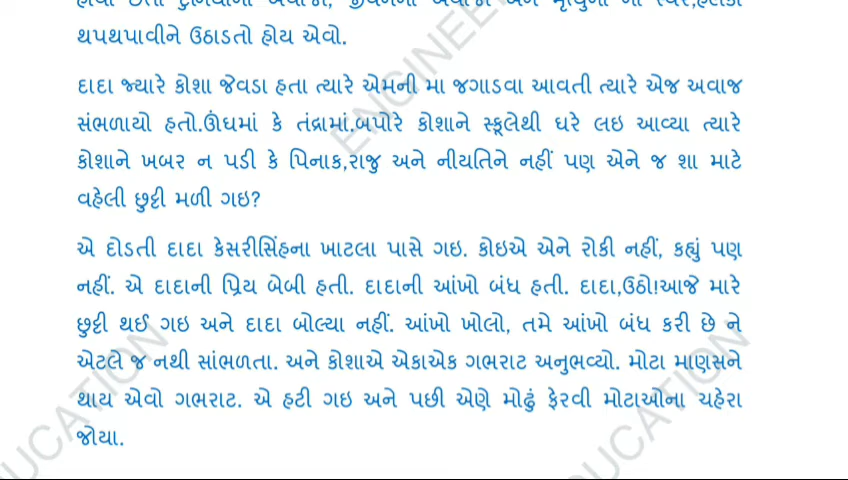 થપથપાવીને ઉઠાડતો હોય એવો.
દાદા જ્યારે કોશા જેવડા હતા ત્યારે એમની મા જગાડવા આવતી ત્યારે એજ અવાજ
સંભળાયો હતો.ઊંઘમાં કે તંદ્રામાં.બપોરે કોશાને સ્કૂલેથી ઘરે લઇ આવ્યા ત્યારે
કોશાને ખબર ન પડી કે પિનાક,રાજુ અને નીયતિને નહીં પણ એને જ શા માટે
વહેલી છુટ્ટી મળી ગઇ?
એ દોડતી દાદા કેસરીસિંહના ખાટલા પાસે ગઇ. કોઇએ એને રોકી નહીં, કહ્યું પણ
નહીં. એ દાદાની પ્રિય બેબી હતી. દાદાની આંખો બંધ હતી. દાદા,ઉઠો!આજે મારે
છુટ્ટી થઈ ગઇ અને દાદા બોલ્યા નહીં. આંખો ખોલો, તમે આંખો બંધ કરી છે ને
એટલે જ નથી સાંભળતા. અને કોશાએ એકાએક ગભરાટ અનુભવ્યો. મોટા માણસને
થાય એવો ગભરાટ. એ હટી ગઇ અને પછી એણે મોઢું ફેરવી મોટાઓના ચહેરા
જોયા.
ENGINEE
UCATION
UCATION